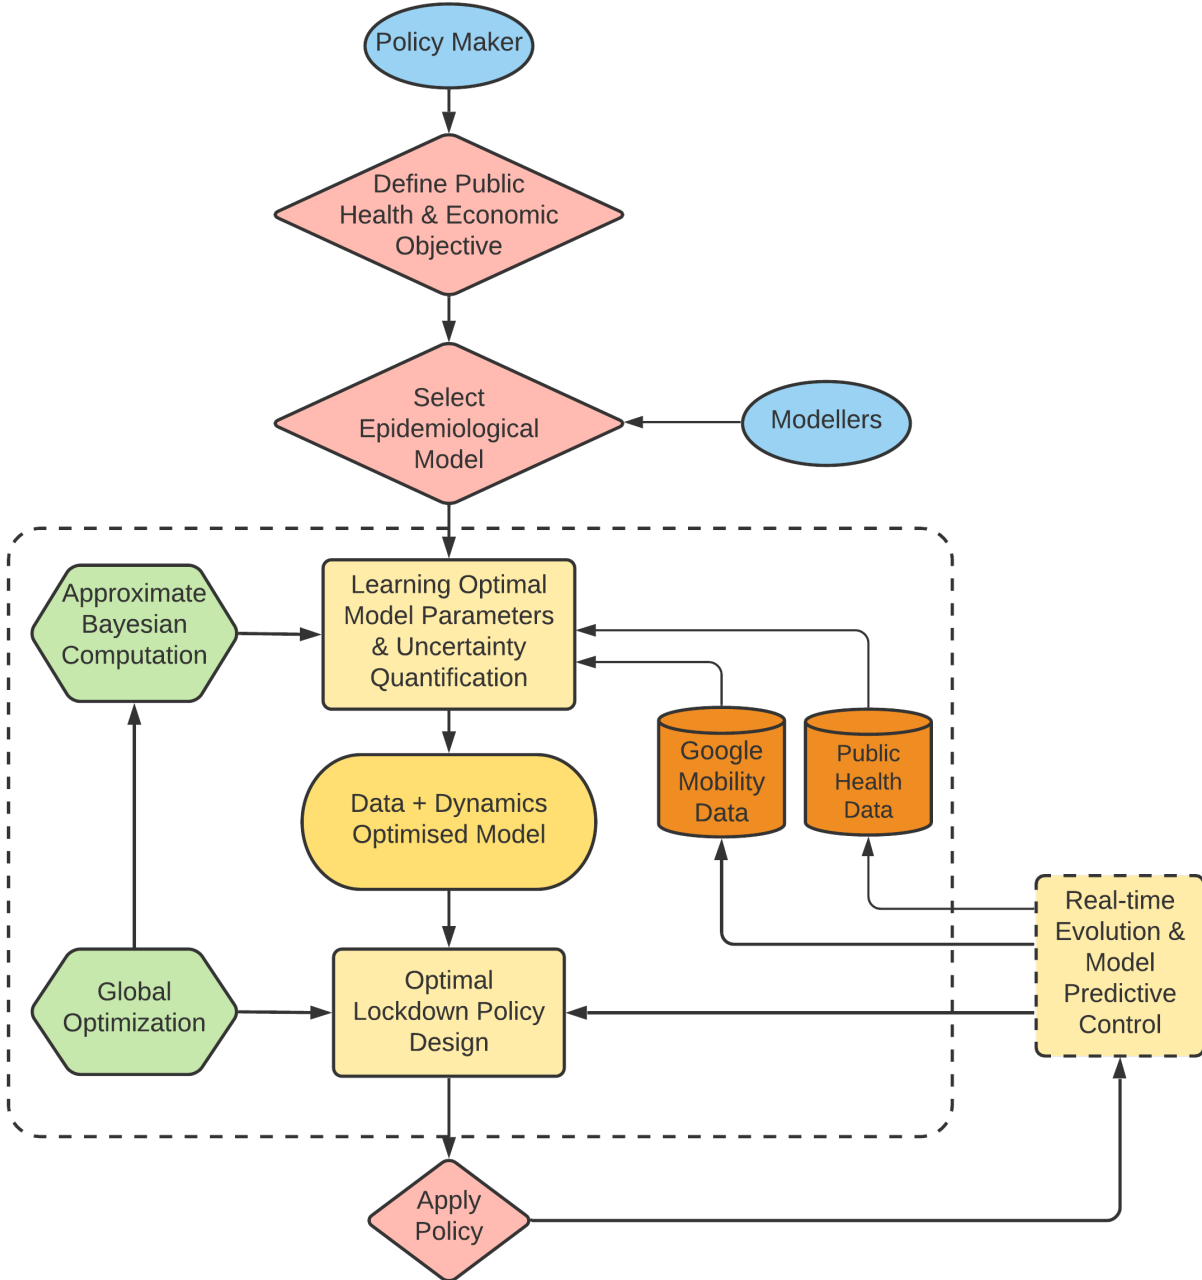 Policy Maker
Define Public
Health & Economic
Objective
Select
Epidemiological
Model
Modellers
Approximate
Bayesian
Computation
Learning Optimal
Model Parameters
& Uncertainty
Quantification
Google
Mobility
Data
Public
Health
Data
Data + Dynamics
Optimised Model
Real-time
Evolution &
Model
Predictive
Control
Global
Optimization
Optimal
Lockdown Policy
Design
Apply
Policy